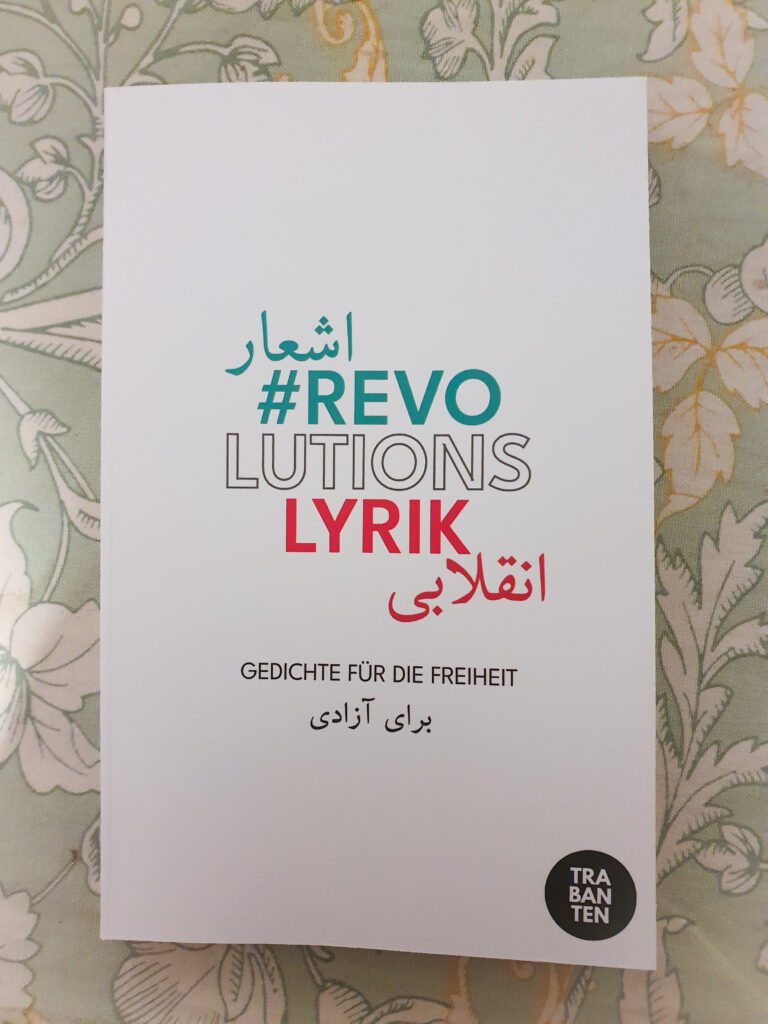 اشعار
#REVO
LUTIONS
LYRIK
انقلابی
GEDICHTE FÜR DIE FREIHEIT
برای آزادی
TRA
BAN
TEN